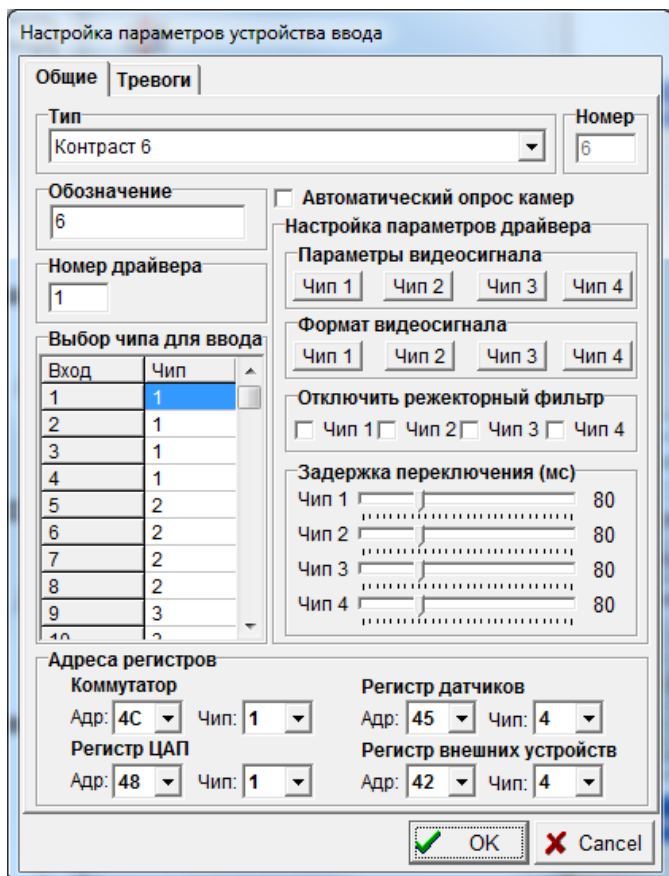 Настройка параметров устройства ввода
Общие Тревоги
Тип Номер
Контраст 6 6
Обозначение Автоматический опрос камер
6 Настройка параметров драйвера
Параметры видеосигнала
Номер драйвера Чип 1 Чип 2 Чип 3 Чип 4
1
Формат видеосигнала
Выбор чипа для ввода Чип 1 Чип 2 Чип 3 Чип 4
Вход Чип
1 1
Отключить режекторный фильтр
2 1
Чип 1 Чип 2 Чип 3 Чип 4
3 1
4 1
Задержка переключения (мс)
5 2 Чип 1 80
6 2 Чип 2 80
7 2 Чип 3 80
8 2
9 3 Чип 4 80
10
Адреса регистров
Коммутатор Регистр датчиков
Адр: 4C Чип: 1 Адр: 45 Чип: 4
Регистр ЦАП Регистр внешних устройств
Адр: 48 Чип: 1 Адр: 42 Чип: 4
OK Cancel